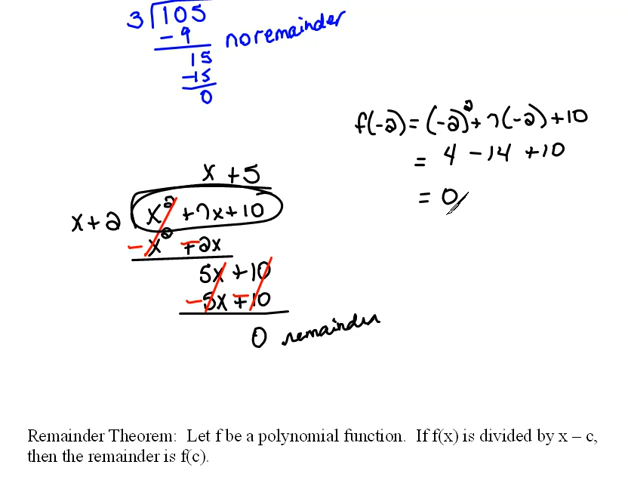 3 105
- 9
15
-15
0
no remainder
f(-2) = (-2)² + 7(-2) + 10
= 4 - 14 + 10
= 0
x + 5
x + 2 x² + 7x + 10
- x² - 2x
5x + 10
- 5x - 10
0 remainder
Remainder Theorem: Let f be a polynomial function. If f(x) is divided by x – c,
then the remainder is f(c).